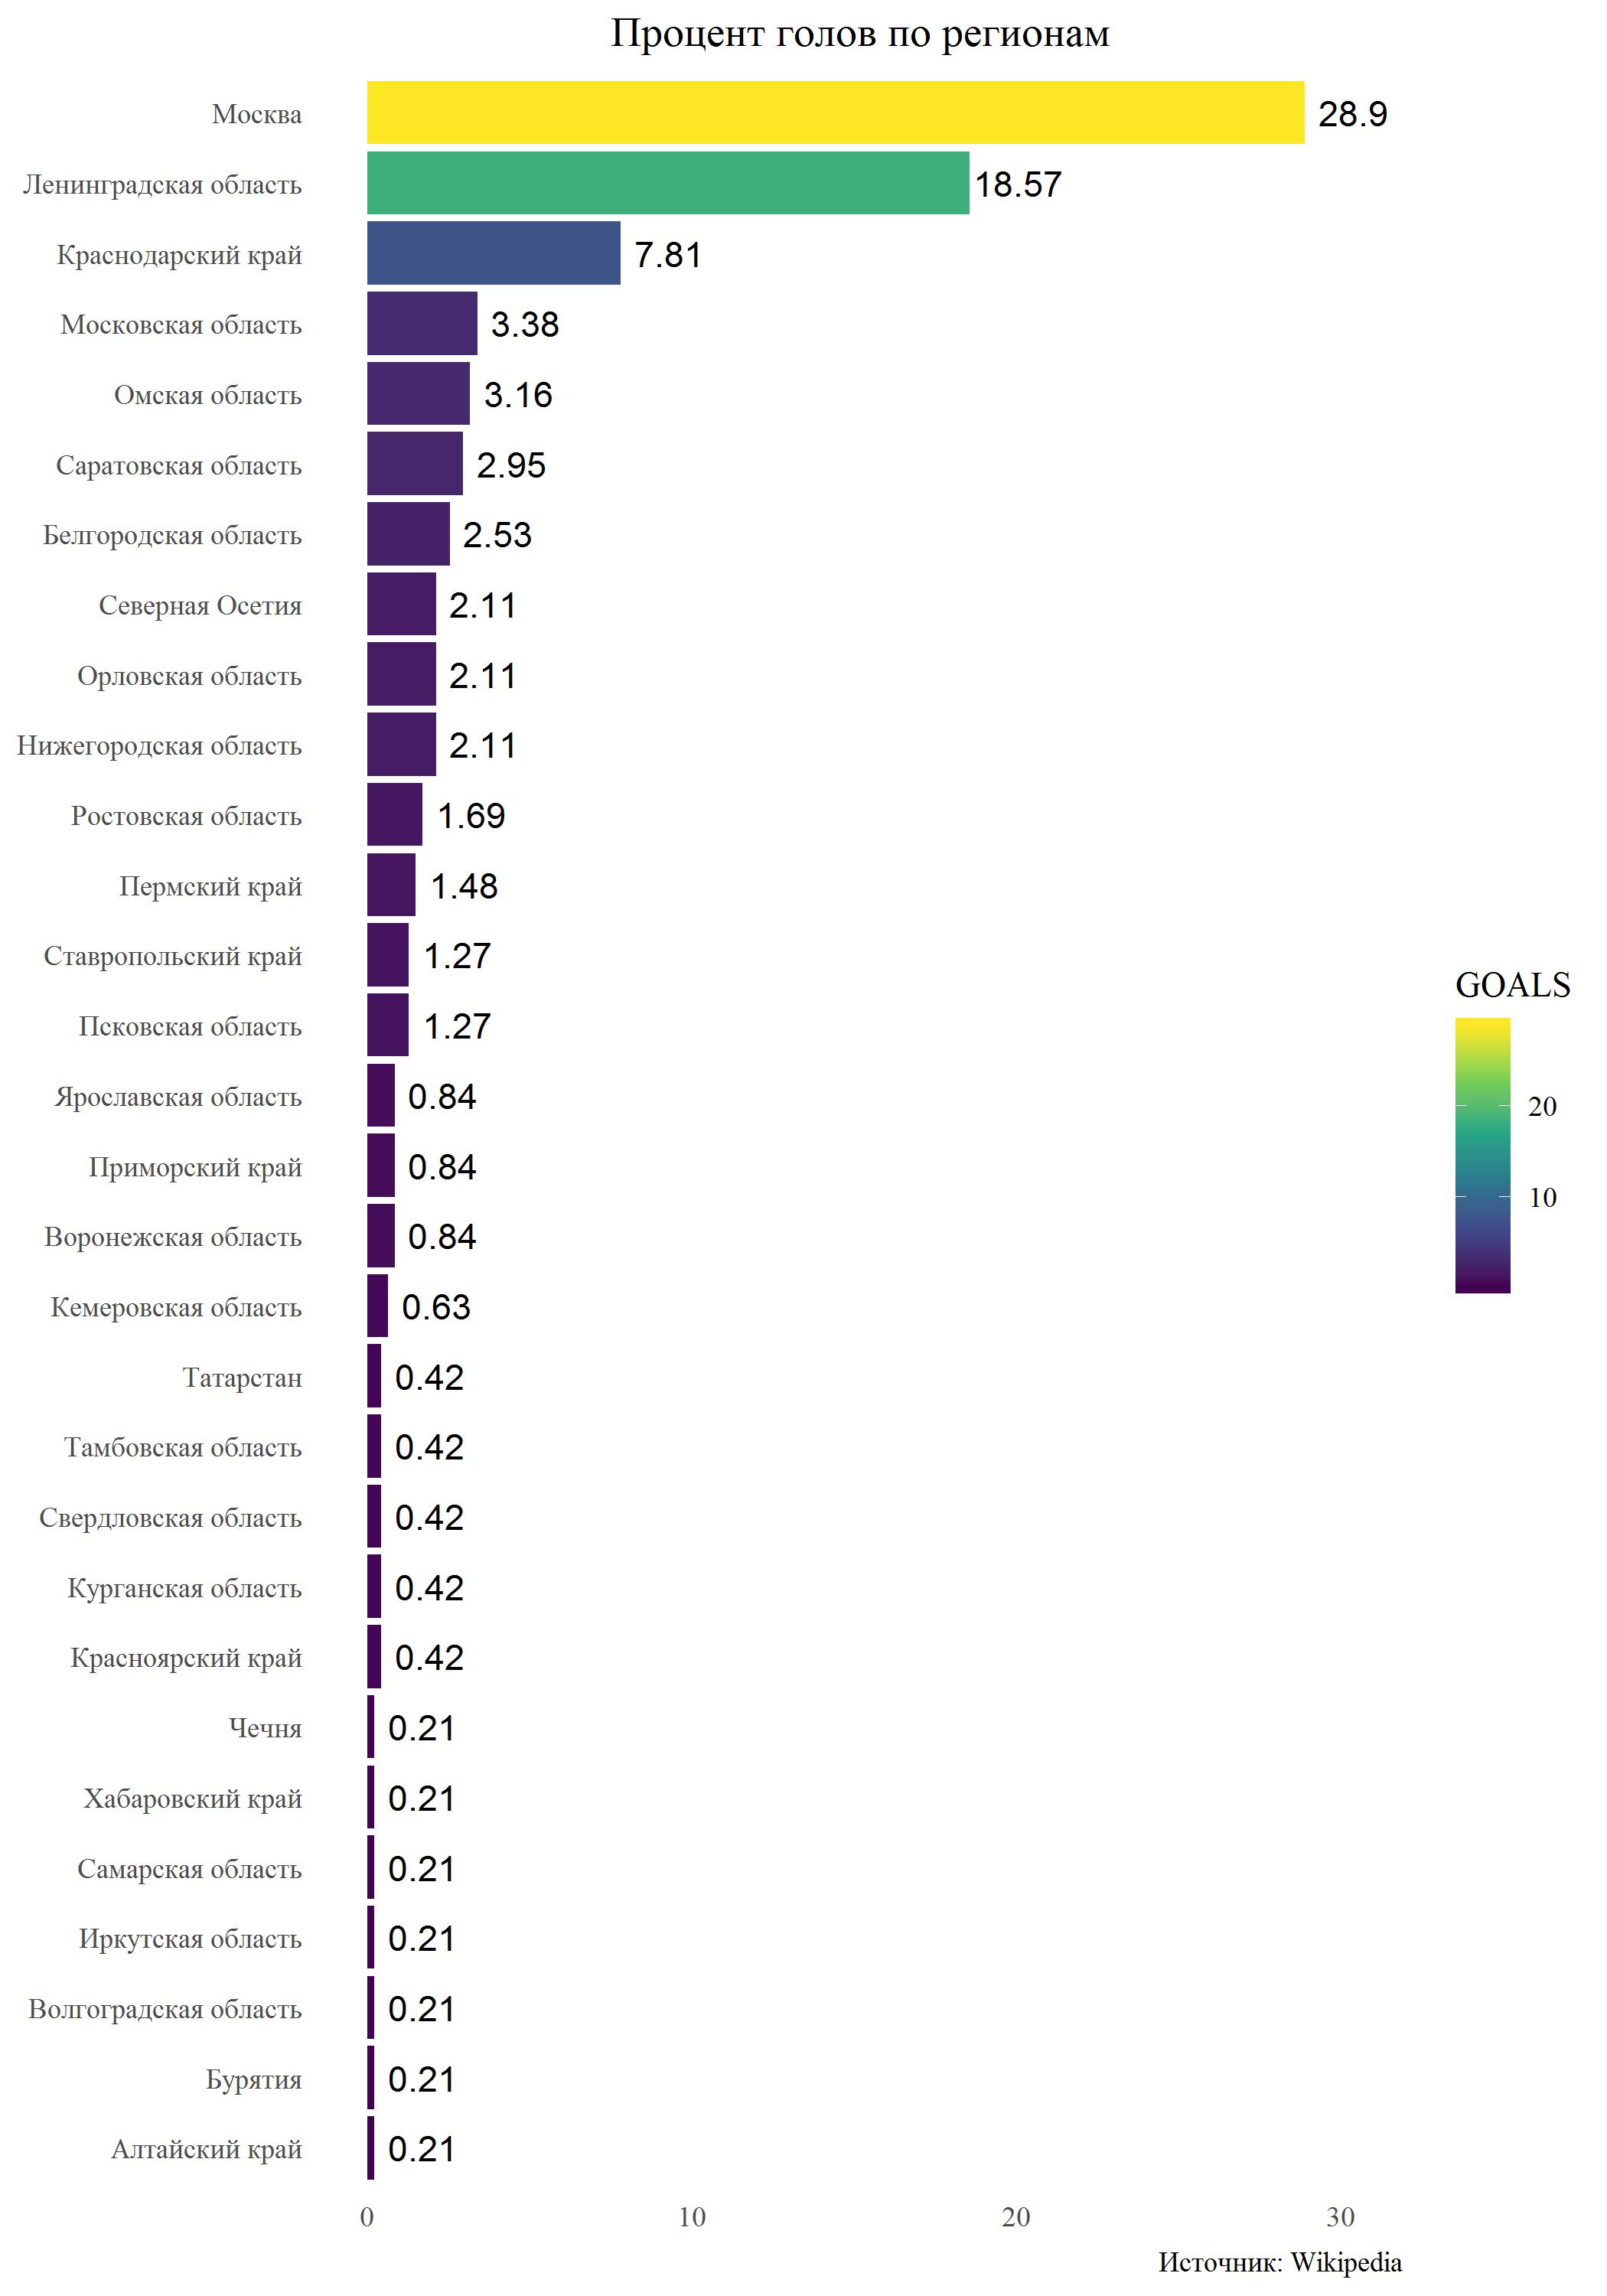 Процент голов по регионам
Москва 28.9
Ленинградская область 18.57
Краснодарский край 7.81
Московская область 3.38
Омская область 3.16
Саратовская область 2.95
Белгородская область 2.53
Северная Осетия 2.11
Орловская область 2.11
Нижегородская область 2.11
Ростовская область 1.69
Пермский край 1.48
Ставропольский край 1.27
Псковская область 1.27
Ярославская область 0.84
Приморский край 0.84
Воронежская область 0.84
Кемеровская область 0.63
Татарстан 0.42
Тамбовская область 0.42
Свердловская область 0.42
Курганская область 0.42
Красноярский край 0.42
Чечня 0.21
Хабаровский край 0.21
Самарская область 0.21
Иркутская область 0.21
Волгоградская область 0.21
Бурятия 0.21
Алтайский край 0.21
0 10 20 30
Источник: Wikipedia
GOALS
20
10